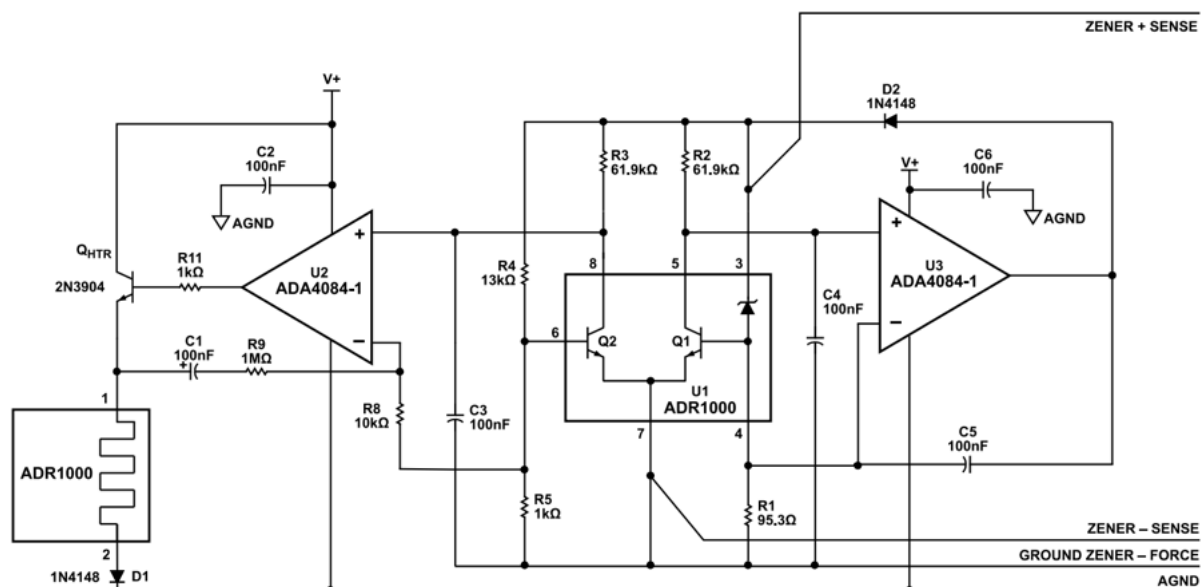 ZENER + SENSE
V+
D2
1N4148
C2
100nF
R3
61.9kΩ
R2
61.9kΩ
V+
C6
100nF
AGND
AGND
+
+
QHTR
R11
1kΩ
U2
ADA4084-1
R4
13kΩ
8
5
3
U3
ADA4084-1
2N3904
C4
100nF
6
Q2
Q1
–
–
C1
100nF
+
R9
1MΩ
U1
ADR1000
R8
10kΩ
C3
100nF
1
7
4
C5
100nF
ADR1000
R5
1kΩ
R1
95.3Ω
ZENER – SENSE
2
GROUND ZENER – FORCE
1N4148
D1
AGND